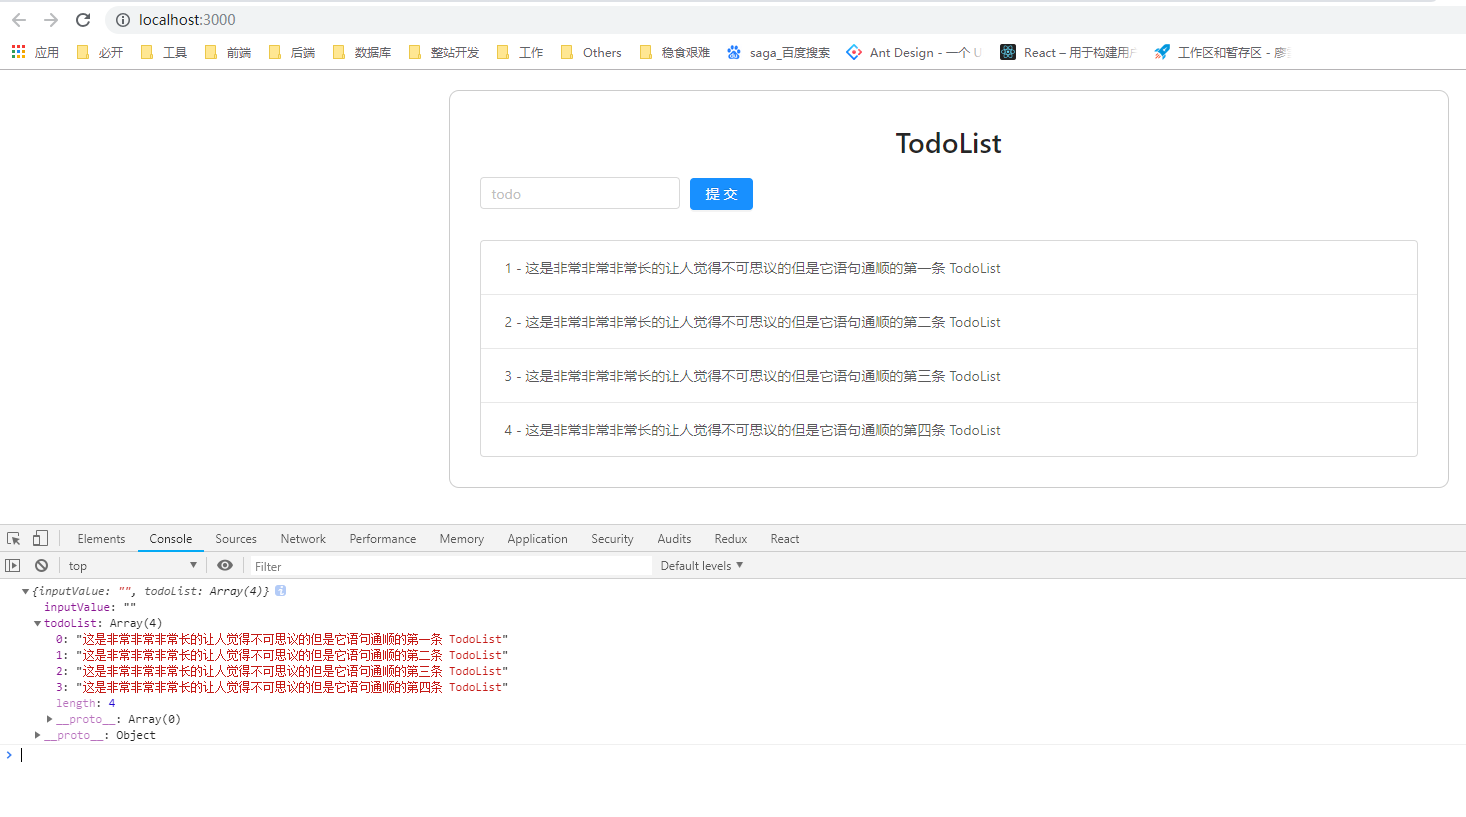 localhost:3000
应用 必开 工具 前端 后端 数据库 整站开发 工作 Others 稳食艰难 saga_百度搜索 Ant Design - 一个 U React – 用于构建用户 工作区和暂存区 - 廖
TodoList
todo 提 交
1 - 这是非常非常非常长的让人觉得不可思议的但是它语句通顺的第一条 TodoList
2 - 这是非常非常非常长的让人觉得不可思议的但是它语句通顺的第二条 TodoList
3 - 这是非常非常非常长的让人觉得不可思议的但是它语句通顺的第三条 TodoList
4 - 这是非常非常非常长的让人觉得不可思议的但是它语句通顺的第四条 TodoList
Elements Console Sources Network Performance Memory Application Security Audits Redux React
top Filter Default levels
{inputValue: "", todoList: Array(4)}
inputValue: ""
todoList: Array(4)
0: "这是非常非常非常长的让人觉得不可思议的但是它语句通顺的第一条 TodoList"
1: "这是非常非常非常长的让人觉得不可思议的但是它语句通顺的第二条 TodoList"
2: "这是非常非常非常长的让人觉得不可思议的但是它语句通顺的第三条 TodoList"
3: "这是非常非常非常长的让人觉得不可思议的但是它语句通顺的第四条 TodoList"
length: 4
__proto__: Array(0)
__proto__: Object